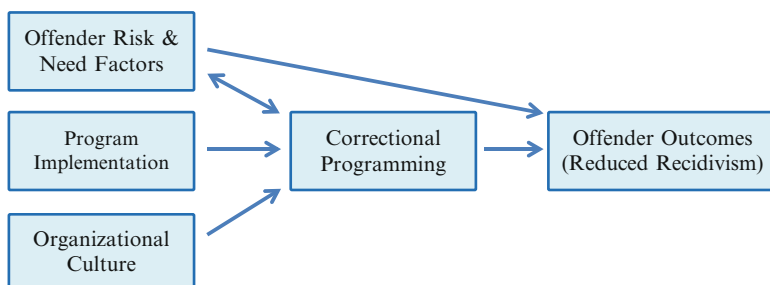 Offender Risk &
Need Factors
Program
Implementation
Organizational
Culture
Correctional
Programming
Offender Outcomes
(Reduced Recidivism)